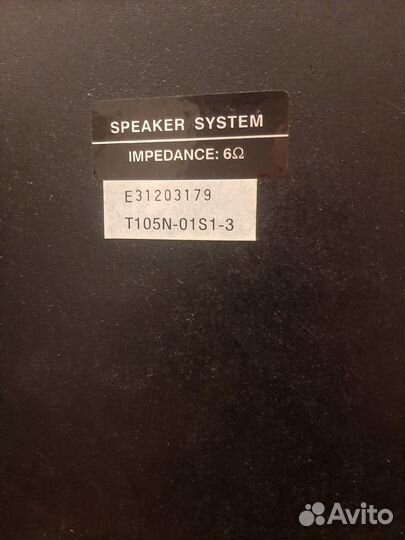 SPEAKER SYSTEM
IMPEDANCE: 6Ω
E31203179
T105N-01S1-3
Avito